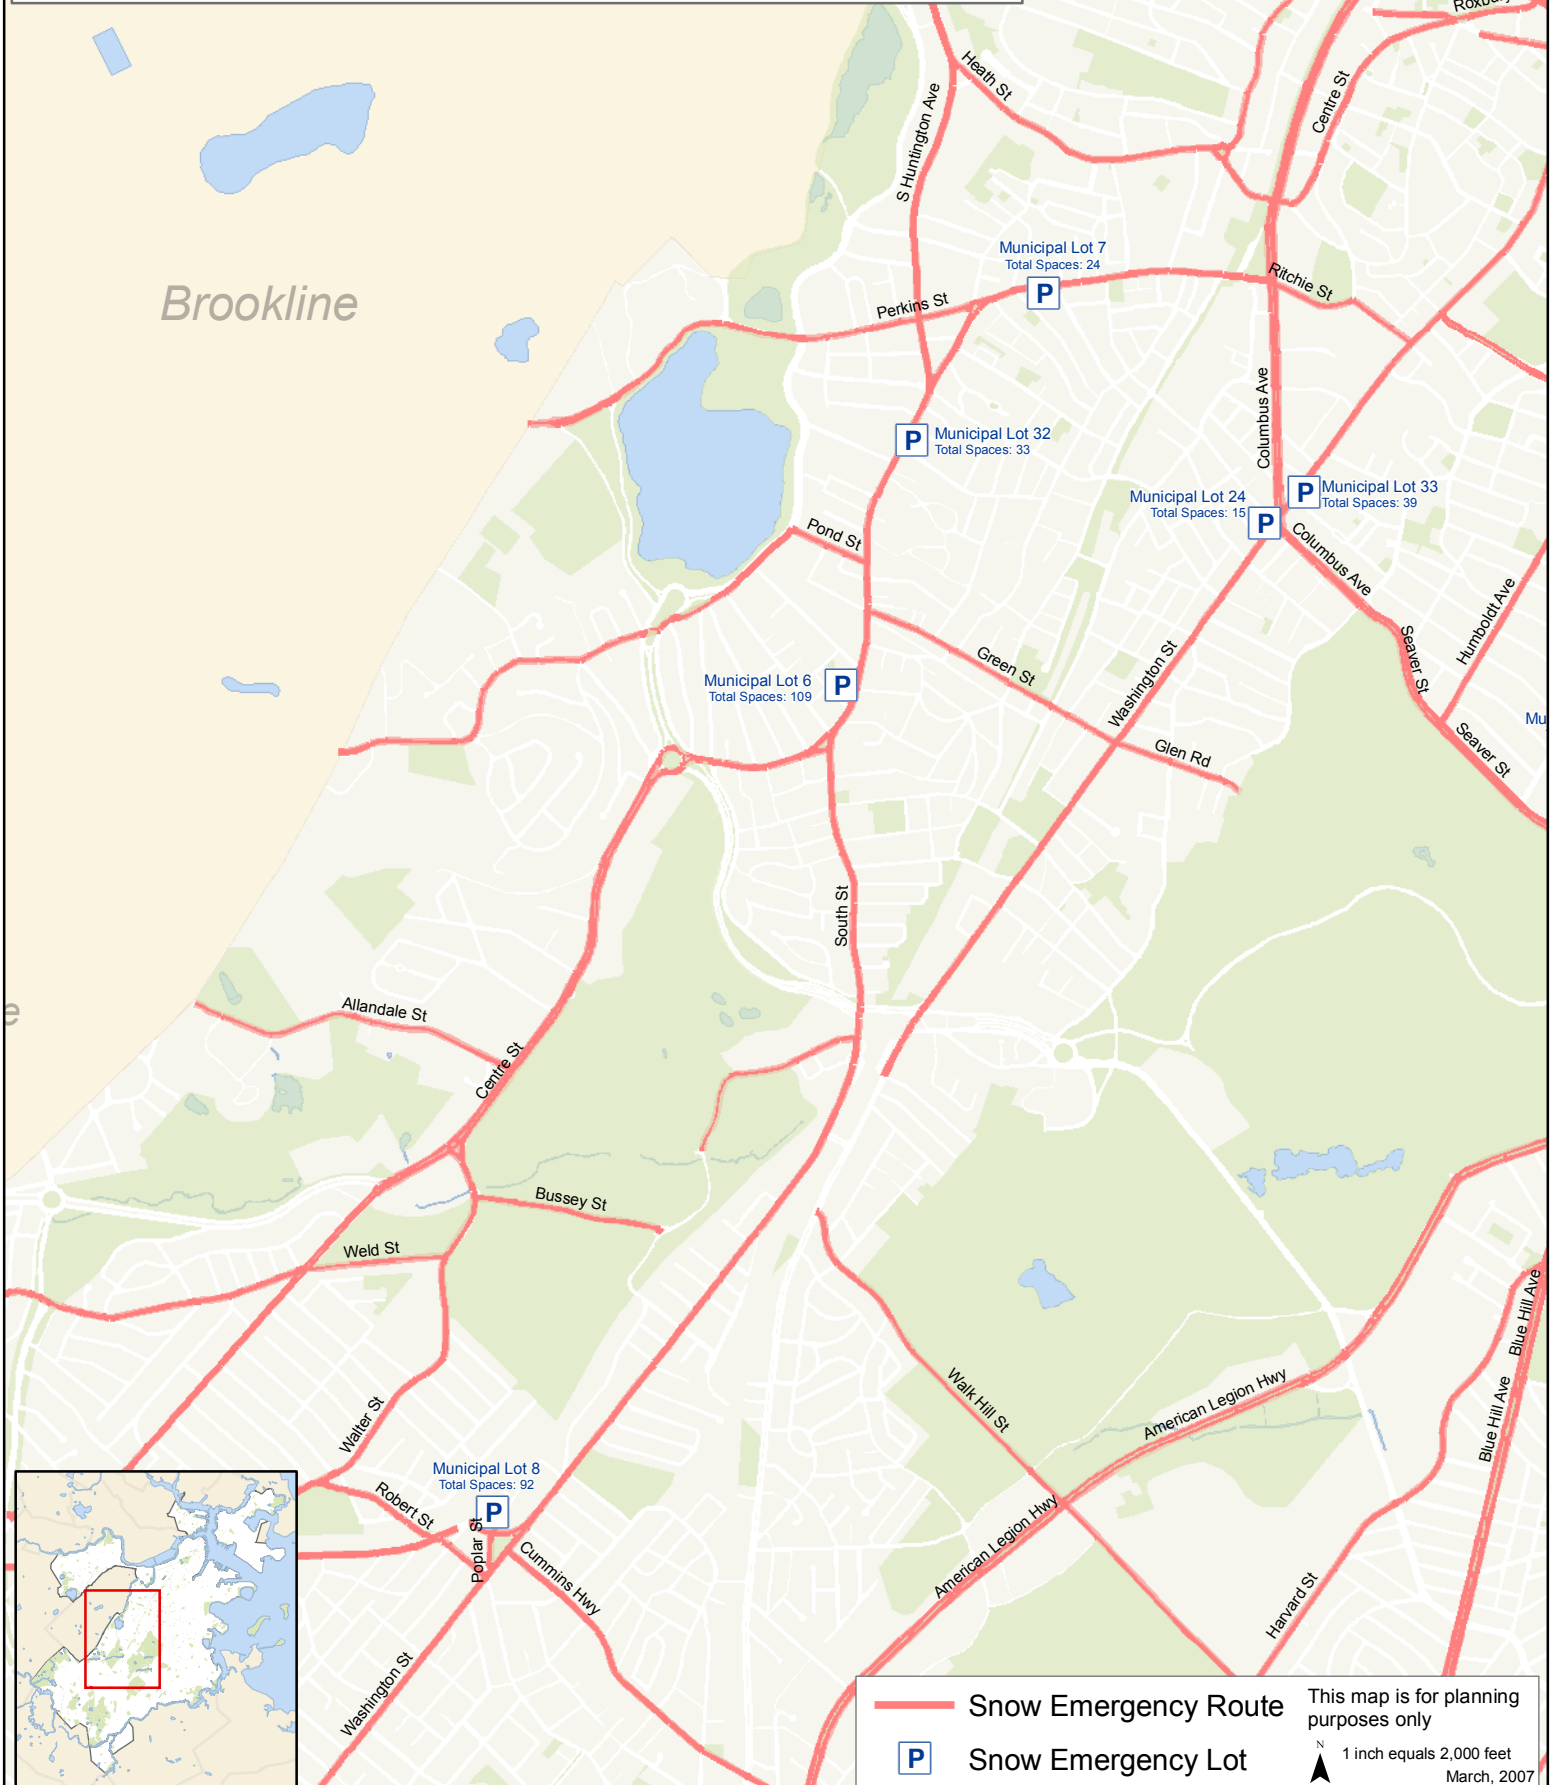 Roxbury
Heath St
Centre St
S Huntington Ave
Municipal Lot 7
Total Spaces: 24
Brookline
Perkins St
Ritchie St
Columbus Ave
P
P
Municipal Lot 32
Total Spaces: 33
P
Municipal Lot 33
Total Spaces: 39
Municipal Lot 24
Total Spaces: 15
P
Pond St
Columbus Ave
Humboldt Ave
Seaver St
Green St
Washington St
Municipal Lot 6
Total Spaces: 109
P
Mu
Glen Rd
Seaver St
South St
e
Allandale St
Centre St
Bussey St
Weld St
Blue Hill Ave
Walk Hill St
American Legion Hwy
Blue Hill Ave
Walter St
Municipal Lot 8
Total Spaces: 92
P
Robert St
Poplar St
Cummins Hwy
American Legion Hwy
Harvard St
Washington St
Snow Emergency Route
P
Snow Emergency Lot
This map is for planning
purposes only
N
1 inch equals 2,000 feet
March, 2007